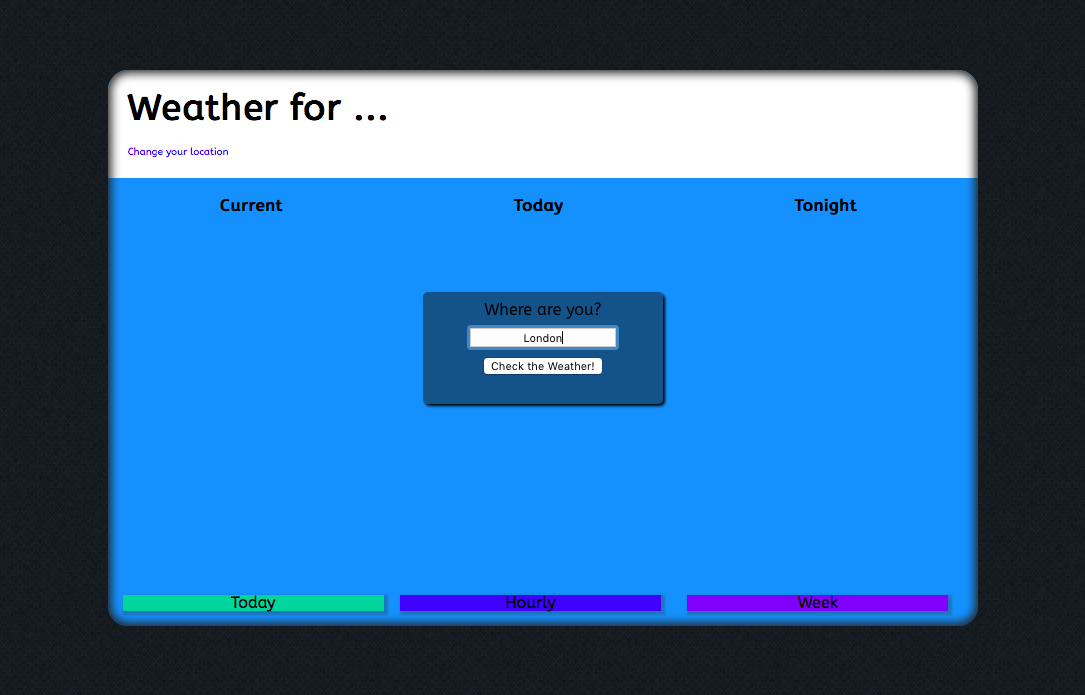 Weather for ...
Change your location
Current Today Tonight
Where are you?
London
Check the Weather!
Today Hourly Week